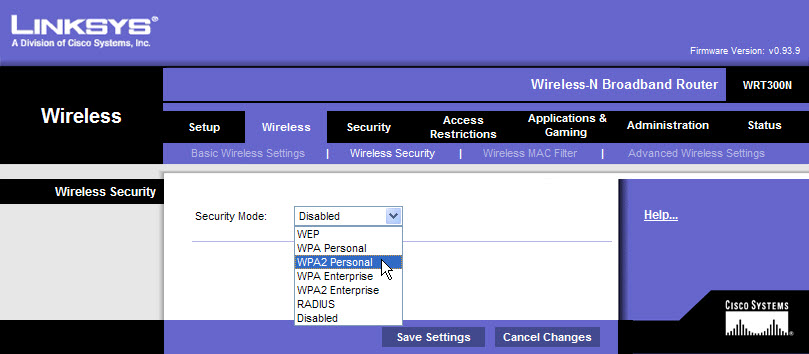 LINKSYS®
A Division of Cisco Systems, Inc.
Firmware Version: v0.93.9
Wireless-N Broadband Router WRT300N
Wireless
Setup Wireless Security Access Restrictions Applications & Gaming Administration Status
Basic Wireless Settings | Wireless Security | Wireless MAC Filter | Advanced Wireless Settings
Wireless Security
Security Mode: Disabled
WEP
WPA Personal
WPA2 Personal
WPA Enterprise
WPA2 Enterprise
RADIUS
Disabled
Help...
CISCO SYSTEMS
Save Settings Cancel Changes